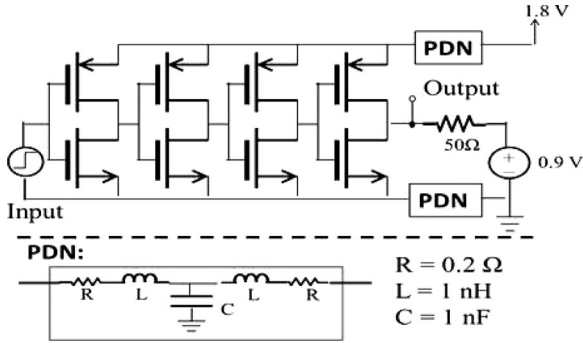 1.8 V
PDN
Output
50Ω
+
−
0.9 V
PDN
Input
PDN:
R
L
C
L
R
R = 0.2 Ω
L = 1 nH
C = 1 nF